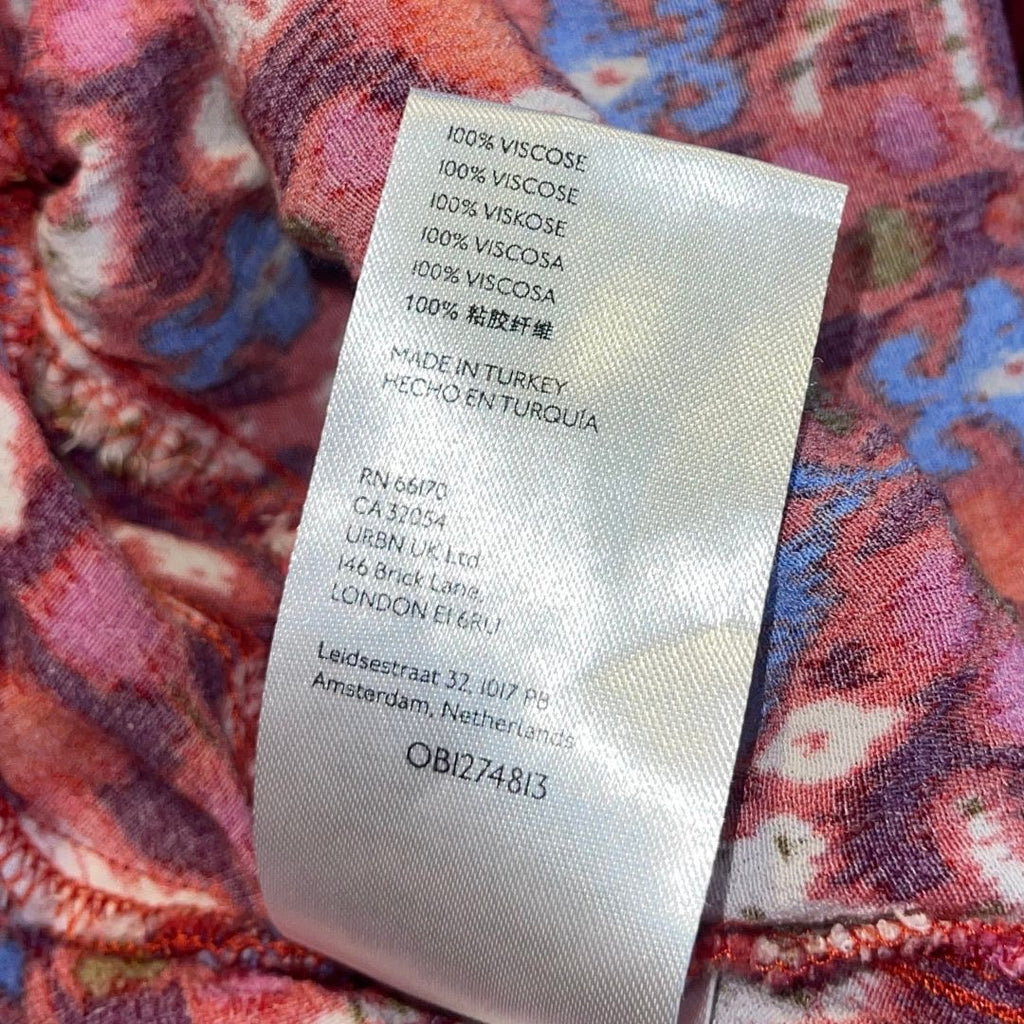 100% VISCOSE
100% VISCOSE
100% VISKOSE
100% VISCOSA
100% VISCOSA
100% 粘胶纤维
MADE IN TURKEY
HECHO EN TURQUÍA
RN 66170
CA 32054
URBN UK Ltd
146 Brick Lane,
LONDON E1 6RU
Leidsestraat 32, 1017 PB
Amsterdam, Netherlands
OB1274813